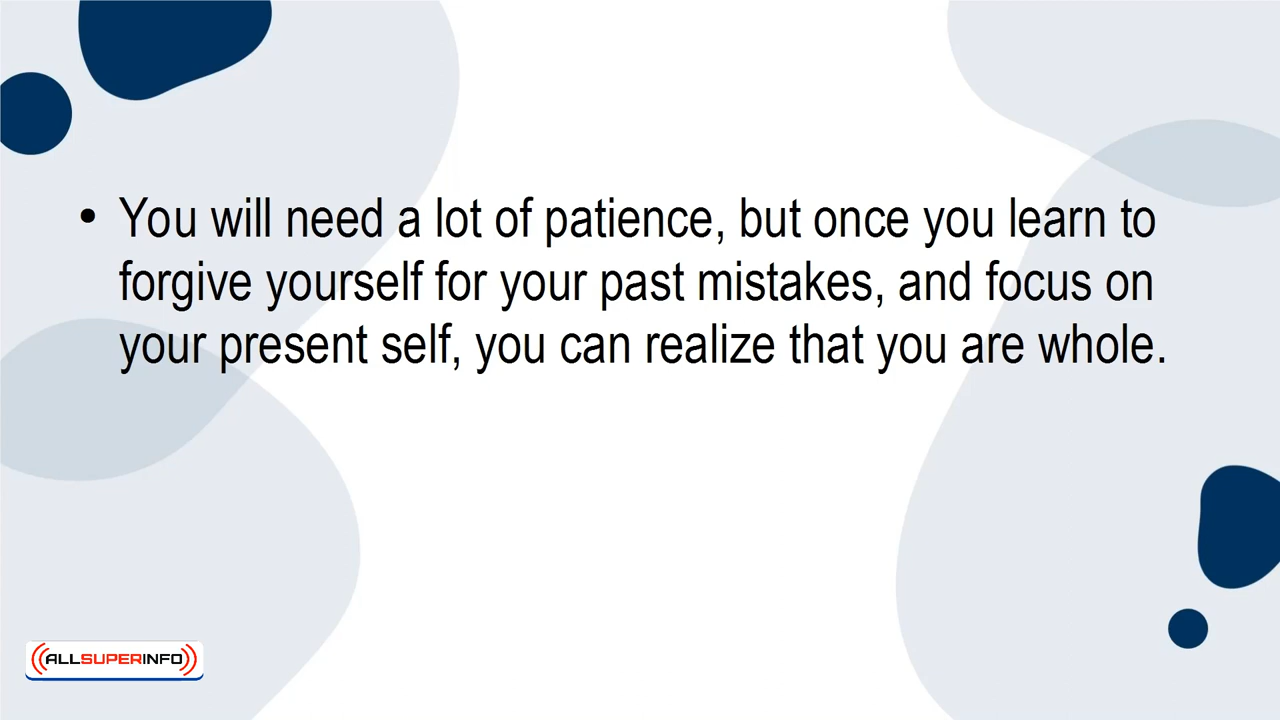 • You will need a lot of patience, but once you learn to
forgive yourself for your past mistakes, and focus on
your present self, you can realize that you are whole.
ALLSUPERINFO